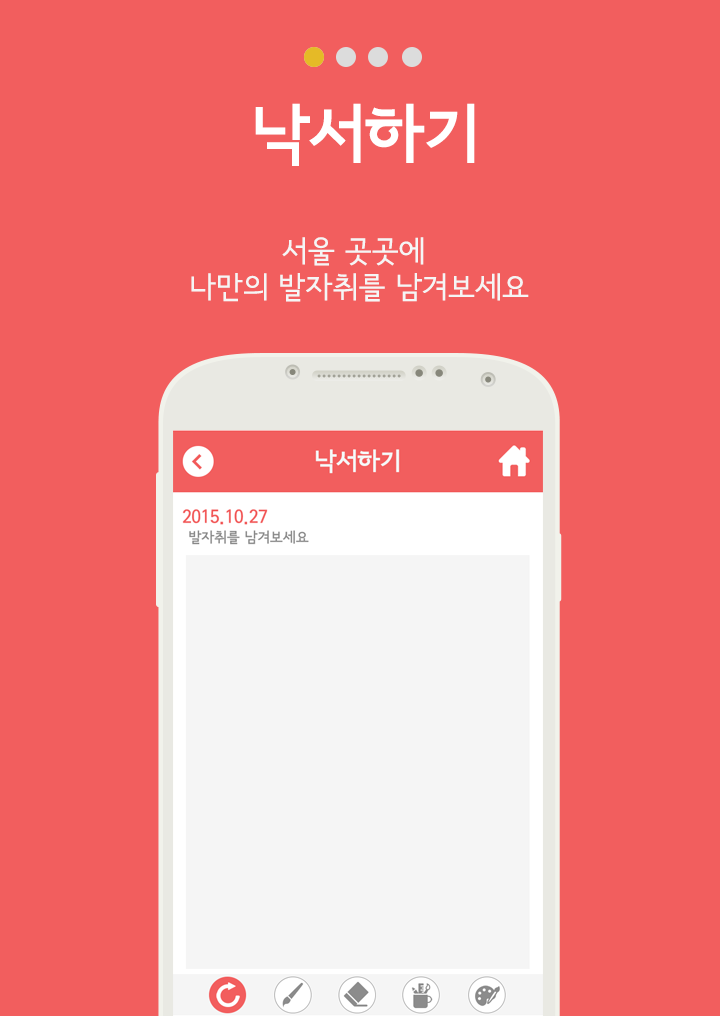 낙서하기
서울 곳곳에
나만의 발자취를 남겨보세요
낙서하기
2015.10.27
발자취를 남겨보세요